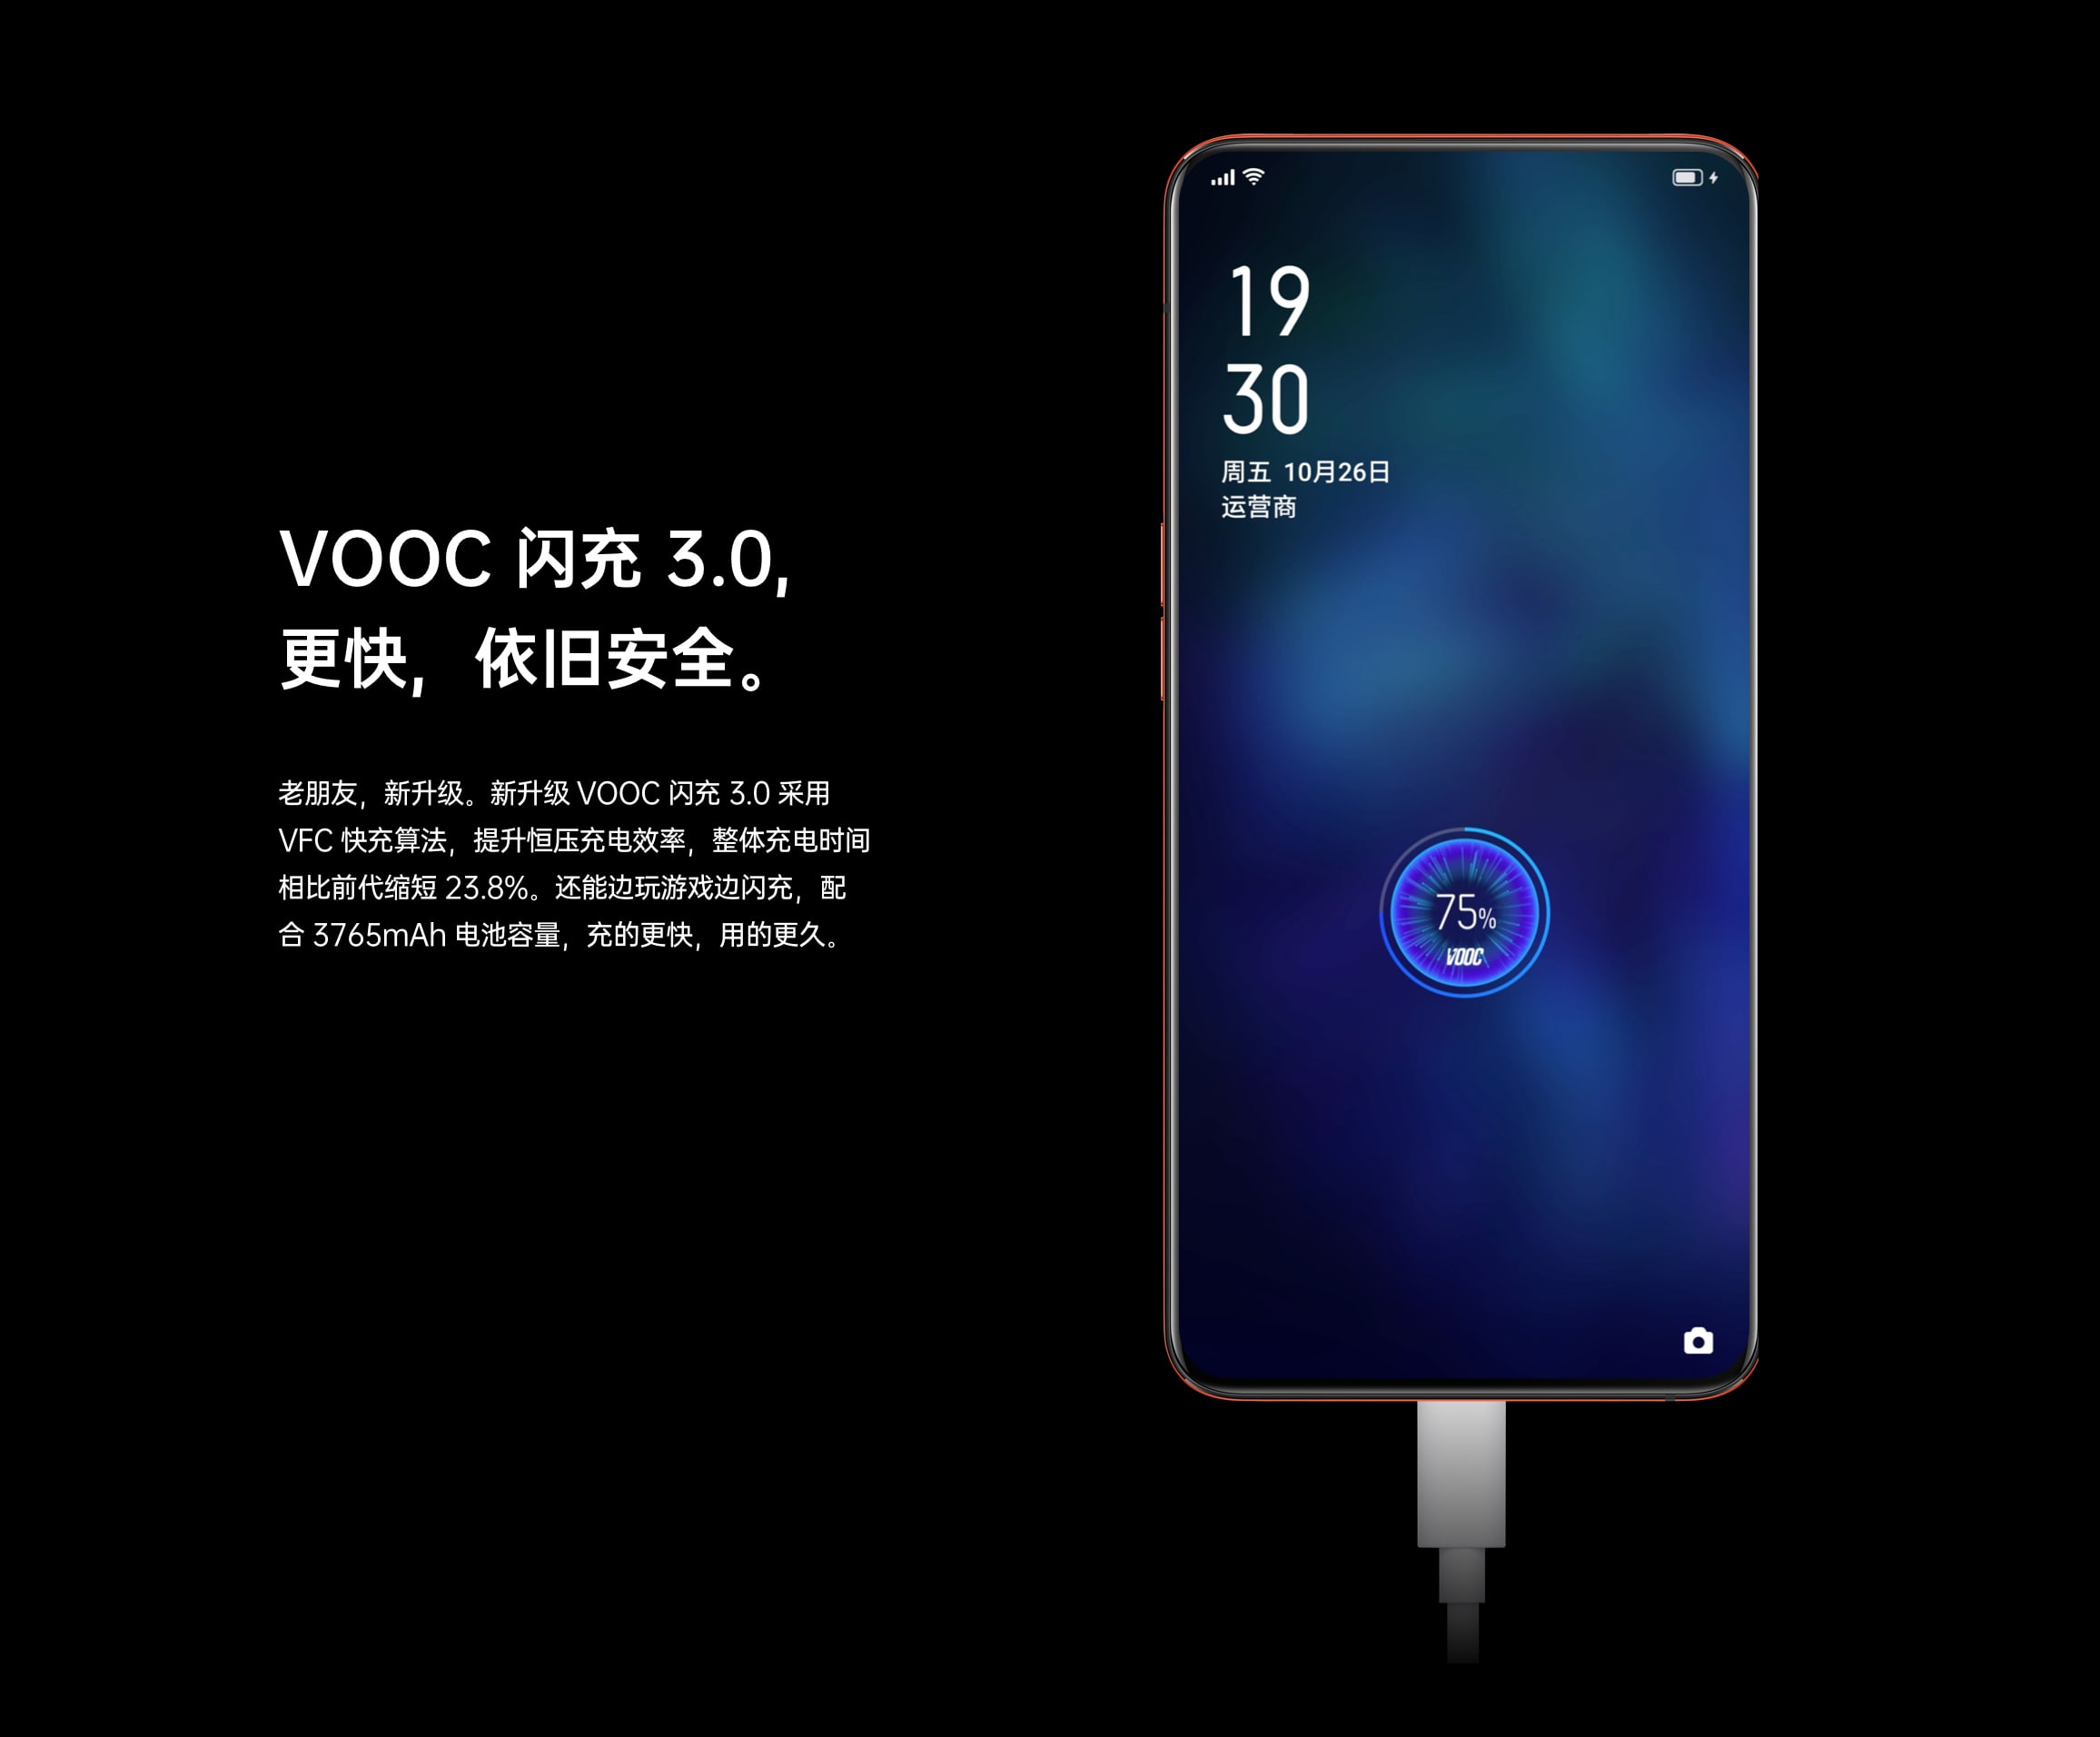 VOOC 闪充 3.0,
更快，依旧安全。
老朋友，新升级。新升级 VOOC 闪充 3.0 采用
VFC 快充算法，提升恒压充电效率，整体充电时间
相比前代缩短 23.8%。还能边玩游戏边闪充，配
合 3765mAh 电池容量，充的更快，用的更久。
19
30
周五 10月26日
运营商
75%
VOOC